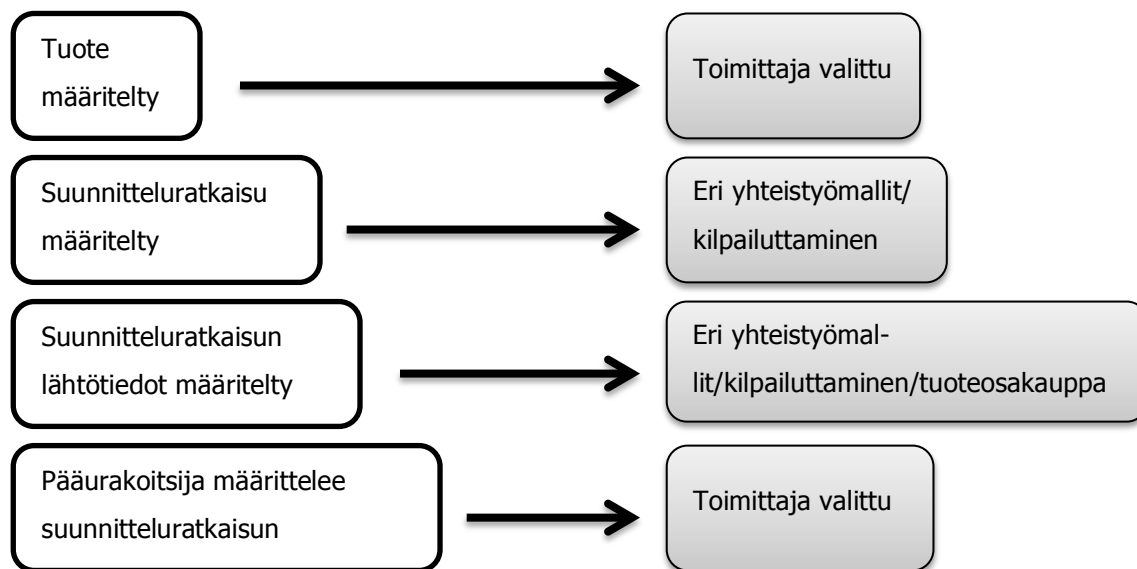 Tuote
määritelty
Toimittaja valittu
Suunnitteluratkaisu
määritelty
Eri yhteistyömallit/
kilpailuttaminen
Suunnitteluratkaisun
lähtötiedot määritelty
Eri yhteistyömal-
lit/kilpailuttaminen/tuoteosakauppa
Pääurakoitsija määrittelee
suunnitteluratkaisun
Toimittaja valittu